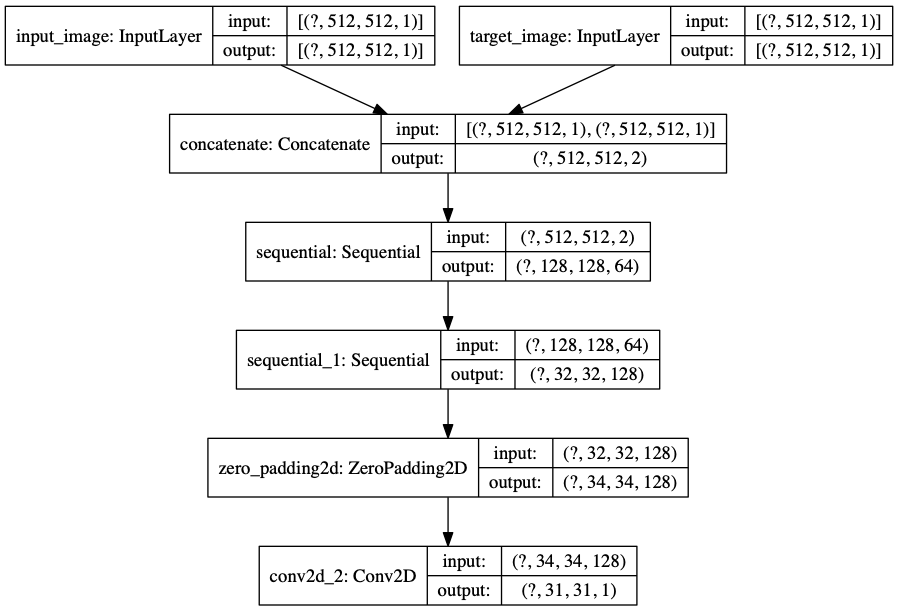 input_image: InputLayer
input: [(?, 512, 512, 1)]
output: [(?, 512, 512, 1)]
target_image: InputLayer
input: [(?, 512, 512, 1)]
output: [(?, 512, 512, 1)]
concatenate: Concatenate
input: [(?, 512, 512, 1), (?, 512, 512, 1)]
output: (?, 512, 512, 2)
sequential: Sequential
input: (?, 512, 512, 2)
output: (?, 128, 128, 64)
sequential_1: Sequential
input: (?, 128, 128, 64)
output: (?, 32, 32, 128)
zero_padding2d: ZeroPadding2D
input: (?, 32, 32, 128)
output: (?, 34, 34, 128)
conv2d_2: Conv2D
input: (?, 34, 34, 128)
output: (?, 31, 31, 1)